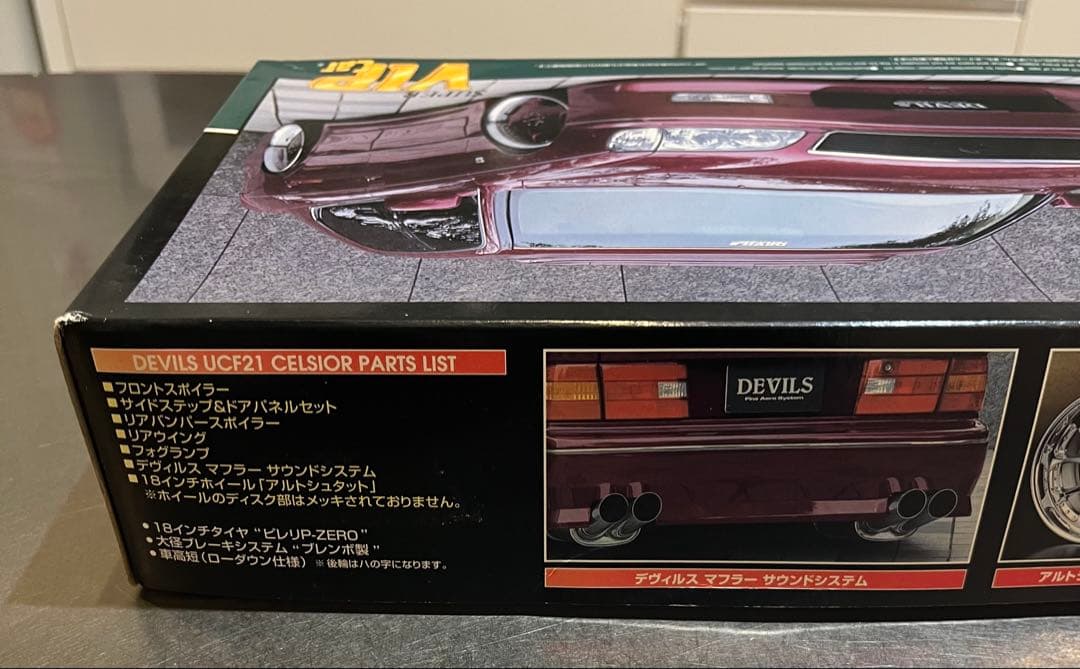 SUPER
VIP
car
DEVILS
DEVILS
DEVILS UCF21 CELSIOR PARTS LIST
■フロントスポイラー
■サイドステップ&ドアパネルセット
■リアバンパースポイラー
■リアウイング
■フォグランプ
■デヴィルス マフラー サウンドシステム
■18インチホイール「アルトシュタット」
※ホイールのディスク部はメッキされておりません。
•18インチタイヤ“ピレリP-ZERO”
•大径ブレーキシステム“ブレンボ製”
•車高短(ローダウン仕様) ※後輪はハの字になります。
DEVILS
Fine Aero System
デヴィルス マフラー サウンドシステム
アルト